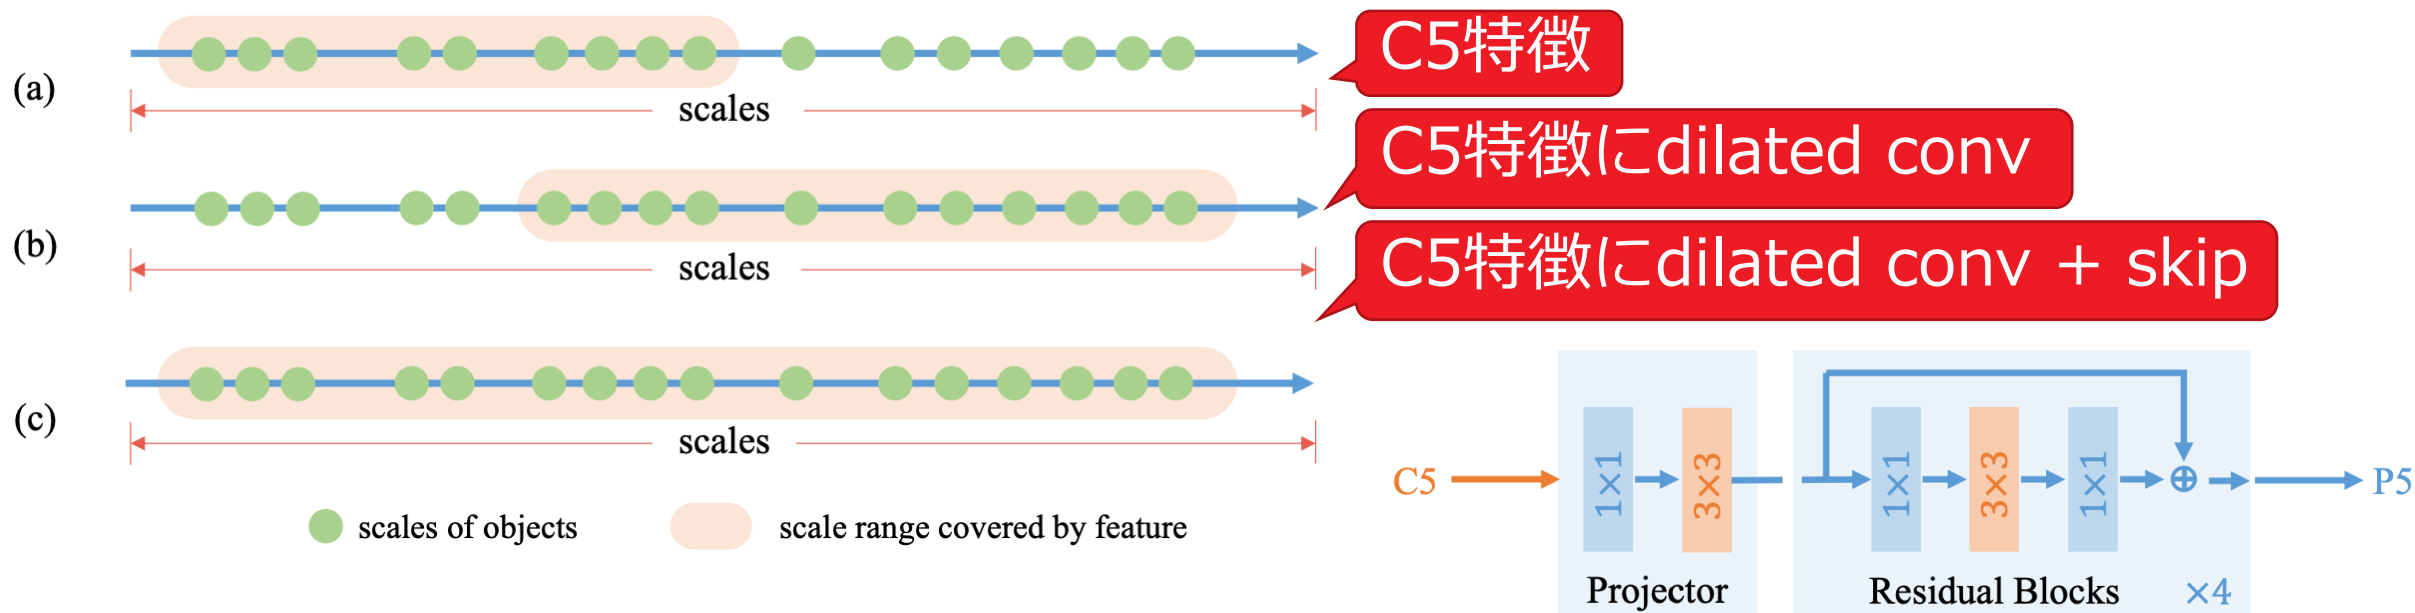 (a)
scales
C5特徴
(b)
scales
C5特徴にdilated conv
(c)
scales
C5特徴にdilated conv + skip
scales of objects
scale range covered by feature
C5
1×1
3×3
1×1
3×3
1×1
⊕
P5
Projector
Residual Blocks
×4